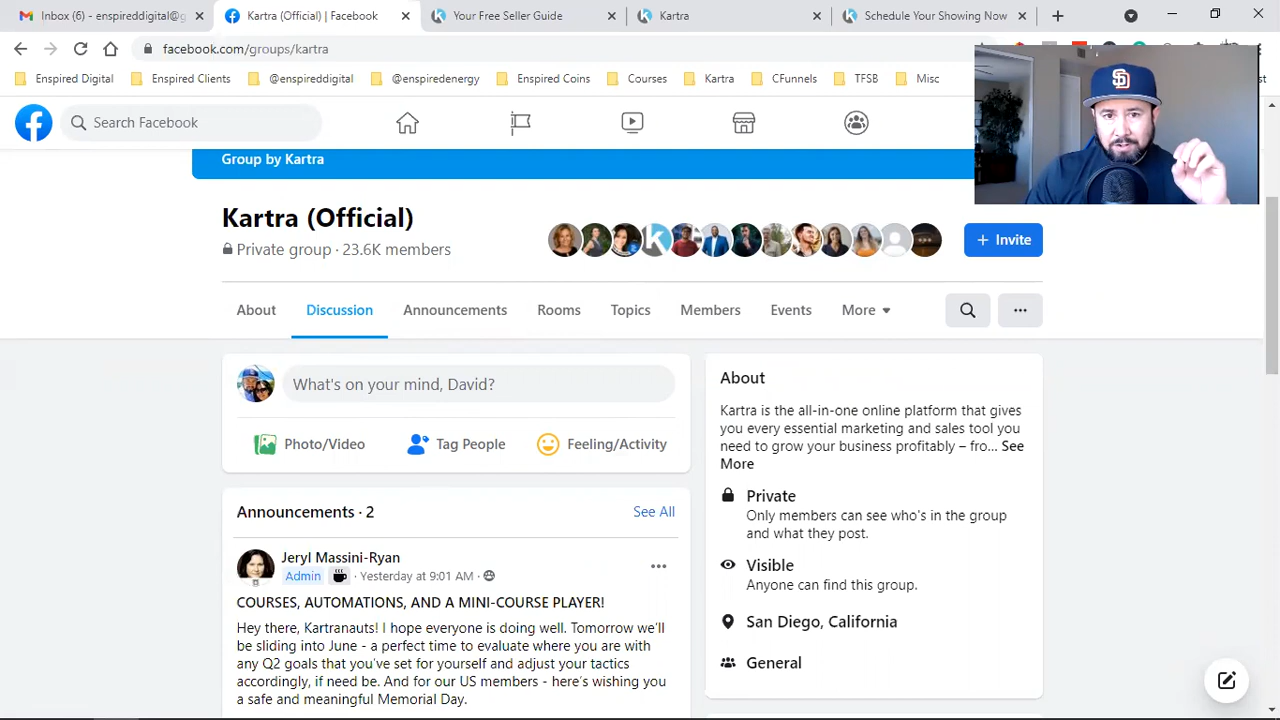 Inbox (6) - enspireddigital@g
Kartra (Official) | Facebook
Your Free Seller Guide
Kartra
Schedule Your Showing Now
facebook.com/groups/kartra
Enspired Digital
Enspired Clients
@enspireddigital
@enspiredenergy
Enspired Coins
Courses
Kartra
CFunnels
TFSB
Misc
Search Facebook
SD
Group by Kartra
Kartra (Official)
Private group · 23.6K members
+ Invite
About
Discussion
Announcements
Rooms
Topics
Members
Events
More
What's on your mind, David?
Photo/Video
Tag People
Feeling/Activity
Announcements · 2
See All
Jeryl Massini-Ryan
Admin · Yesterday at 9:01 AM ·
COURSES, AUTOMATIONS, AND A MINI-COURSE PLAYER!
Hey there, Kartranauts! I hope everyone is doing well. Tomorrow we'll
be sliding into June - a perfect time to evaluate where you are with
any Q2 goals that you've set for yourself and adjust your tactics
accordingly, if need be. And for our US members - here's wishing you
a safe and meaningful Memorial Day.
About
Kartra is the all-in-one online platform that gives
you every essential marketing and sales tool you
need to grow your business profitably – fro... See
More
Private
Only members can see who's in the group
and what they post.
Visible
Anyone can find this group.
San Diego, California
General